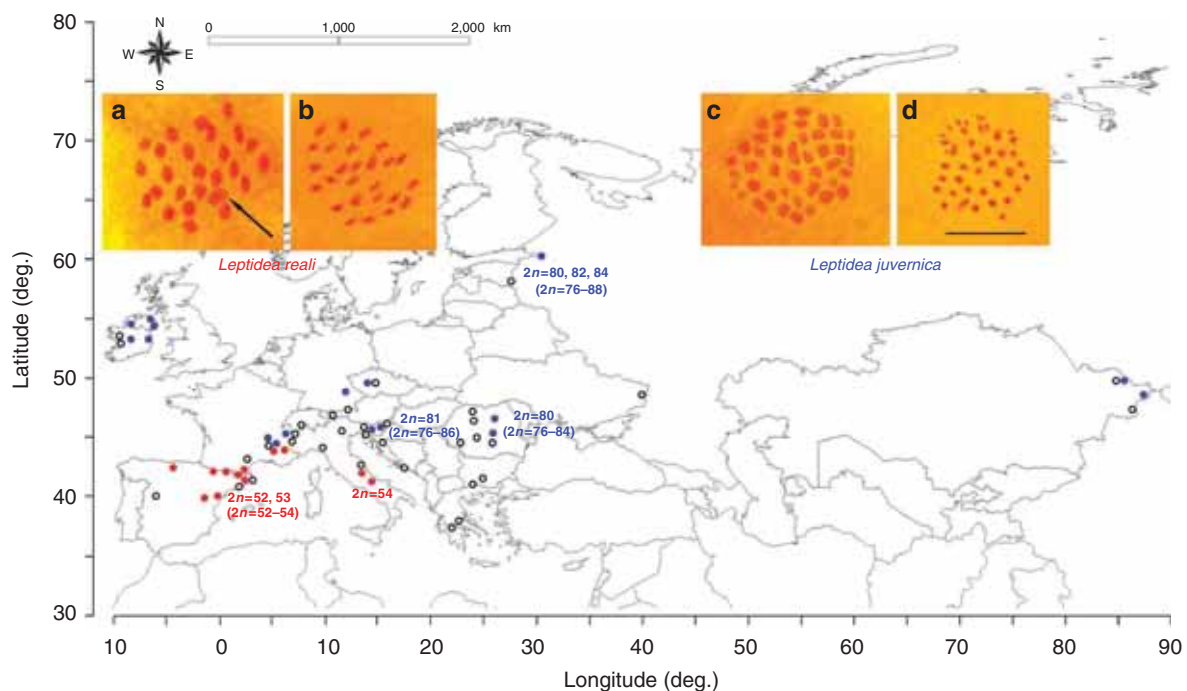 80
70
60
50
40
30
Latitude (deg.)
N
W E
S
0 1,000 2,000 km
a
b
c
d
Leptidea reali
Leptidea juvernica
2n=80, 82, 84
(2n=76–88)
2n=81
(2n=76–86)
2n=80
(2n=76–84)
2n=52, 53
(2n=52–54)
2n=54
10 0 10 20 30 40 50 60 70 80 90
Longitude (deg.)